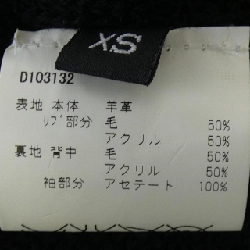 XS
D103132
表地 本体 羊革
ﾘﾌﾞ部分 毛 50%
アクリル 50%
裏地 背中 毛 50%
アクリル 50%
袖部分 アセテート 100%